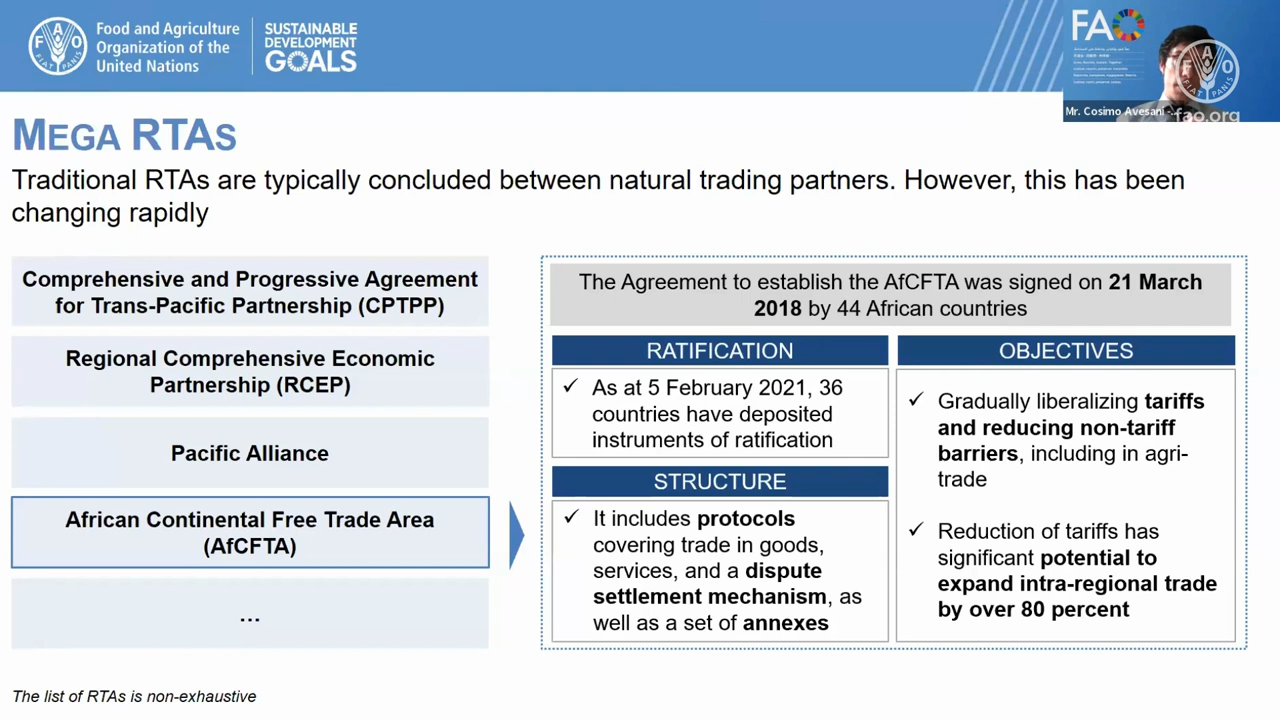 Food and Agriculture
Organization of the
United Nations
SUSTAINABLE
DEVELOPMENT
GOALS
FAO
Mr. Cosimo Avesani -...
fao.org
MEGA RTAS
Traditional RTAs are typically concluded between natural trading partners. However, this has been
changing rapidly
Comprehensive and Progressive Agreement
for Trans-Pacific Partnership (CPTPP)
Regional Comprehensive Economic
Partnership (RCEP)
Pacific Alliance
African Continental Free Trade Area
(AfCFTA)
…
The Agreement to establish the AfCFTA was signed on 21 March
2018 by 44 African countries
RATIFICATION
✓ As at 5 February 2021, 36
countries have deposited
instruments of ratification
STRUCTURE
✓ It includes protocols
covering trade in goods,
services, and a dispute
settlement mechanism, as
well as a set of annexes
OBJECTIVES
✓ Gradually liberalizing tariffs
and reducing non-tariff
barriers, including in agri-
trade
✓ Reduction of tariffs has
significant potential to
expand intra-regional trade
by over 80 percent
The list of RTAs is non-exhaustive